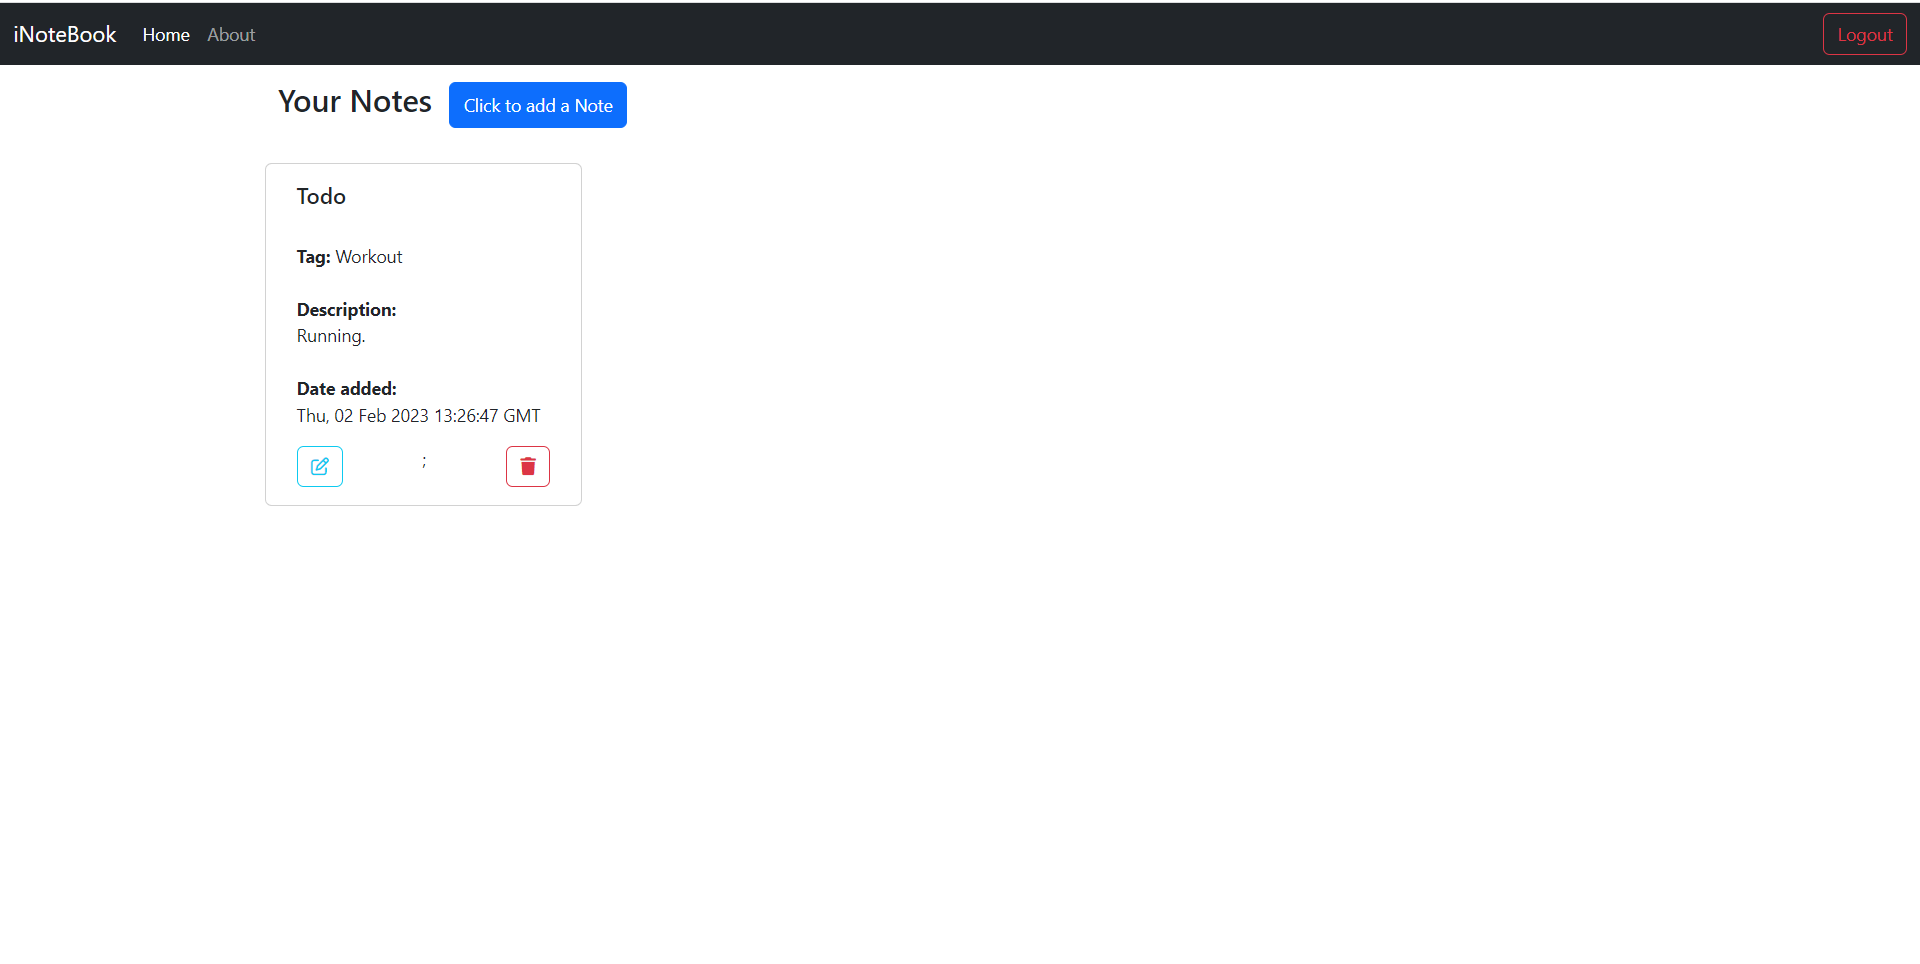 iNoteBook Home About Logout
Your Notes Click to add a Note
Todo
Tag: Workout
Description:
Running.
Date added:
Thu, 02 Feb 2023 13:26:47 GMT
;